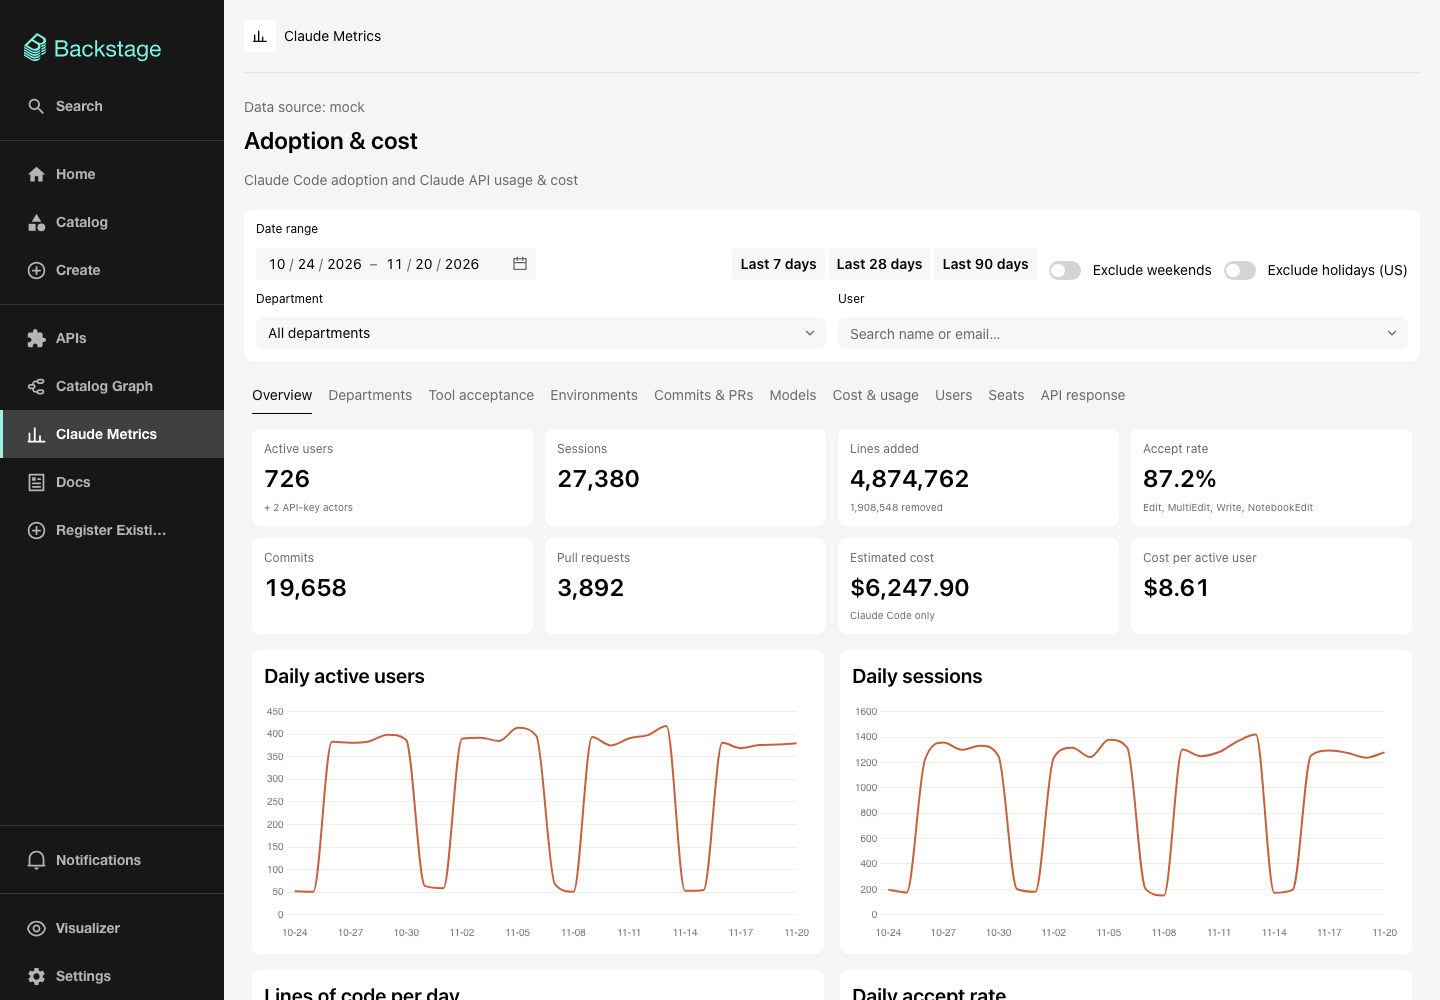 Backstage
Search
Home
Catalog
Create
APIs
Catalog Graph
Claude Metrics
Docs
Register Existi...
Notifications
Visualizer
Settings
Claude Metrics
Data source: mock
Adoption & cost
Claude Code adoption and Claude API usage & cost
Date range
10 / 24 / 2026 – 11 / 20 / 2026
Last 7 days Last 28 days Last 90 days Exclude weekends Exclude holidays (US)
Department User
All departments Search name or email...
Overview Departments Tool acceptance Environments Commits & PRs Models Cost & usage Users Seats API response
Active users
726
+ 2 API-key actors
Sessions
27,380
Lines added
4,874,762
1,908,548 removed
Accept rate
87.2%
Edit, MultiEdit, Write, NotebookEdit
Commits
19,658
Pull requests
3,892
Estimated cost
$6,247.90
Claude Code only
Cost per active user
$8.61
Daily active users
450
400
350
300
250
200
150
100
50
0
10-24 10-27 10-30 11-02 11-05 11-08 11-11 11-14 11-17 11-20
Daily sessions
1600
1400
1200
1000
800
600
400
200
0
10-24 10-27 10-30 11-02 11-05 11-08 11-11 11-14 11-17 11-20
Lines of code per day
Daily accept rate